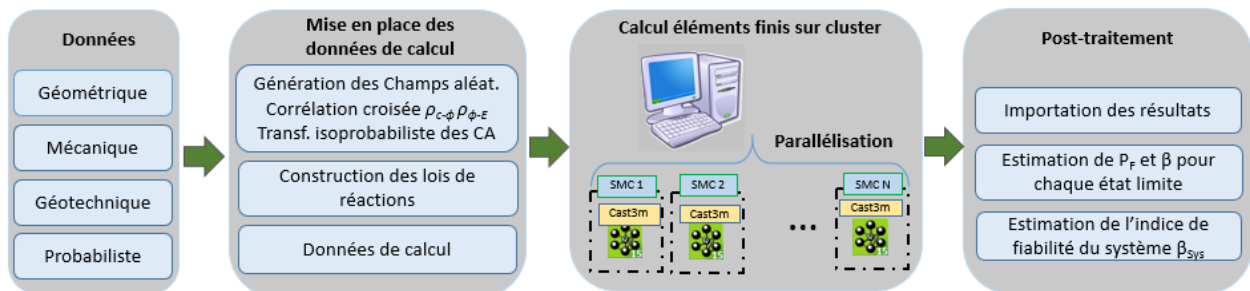 Données
Géométrique
Mécanique
Géotechnique
Probabiliste
Mise en place des
données de calcul
Génération des Champs aléat.
Corrélation croisée ρc-ϕ ρϕ-E
Transf. isoprobabiliste des CA
Construction des lois de
réactions
Données de calcul
Calcul éléments finis sur cluster
Parallélisation
SMC 1
Cast3m
15
SMC 2
Cast3m
15
...
SMC N
Cast3m
15
Post-traitement
Importation des résultats
Estimation de PF et β pour
chaque état limite
Estimation de l’indice de
fiabilité du système βSys